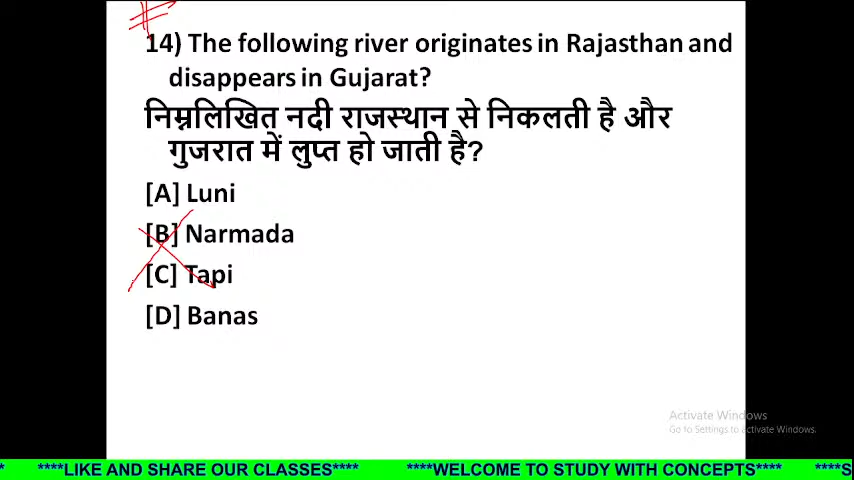 14) The following river originates in Rajasthan and
disappears in Gujarat?
निम्नलिखित नदी राजस्थान से निकलती है और
गुजरात में लुप्त हो जाती है?
[A] Luni
[B] Narmada
[C] Tapi
[D] Banas
Activate Windows
Go to Settings to Activate Windows.
* ****LIKE AND SHARE OUR CLASSES**** ****WELCOME TO STUDY WITH CONCEPTS**** ****S